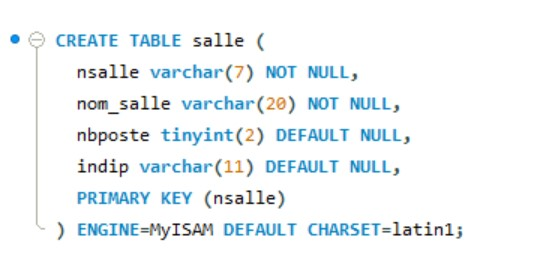 CREATE TABLE salle (
nsalle varchar(7) NOT NULL,
nom_salle varchar(20) NOT NULL,
nbposte tinyint(2) DEFAULT NULL,
indip varchar(11) DEFAULT NULL,
PRIMARY KEY (nsalle)
) ENGINE=MyISAM DEFAULT CHARSET=latin1;